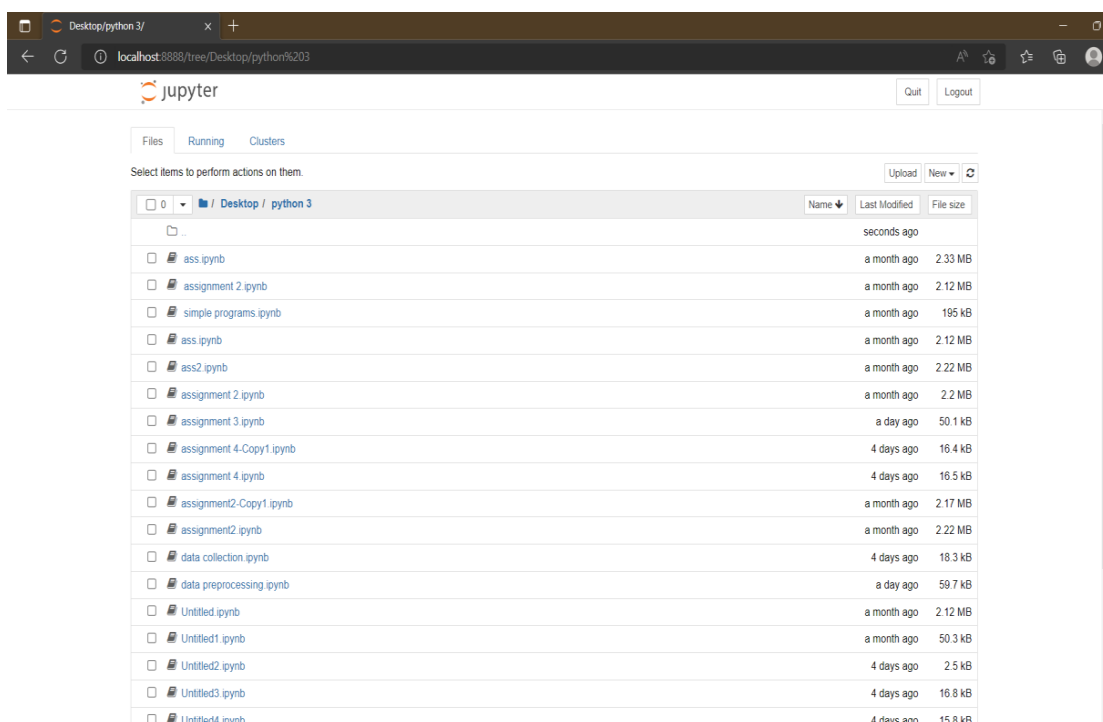 Desktop/python 3/
localhost:8888/tree/Desktop/python%203
jupyter
Quit Logout
Files Running Clusters
Select items to perform actions on them.
Upload New
0 / Desktop / python 3 Name Last Modified File size
.. seconds ago
ass.ipynb a month ago 2.33 MB
assignment 2.ipynb a month ago 2.12 MB
simple programs.ipynb a month ago 195 kB
ass.ipynb a month ago 2.12 MB
ass2.ipynb a month ago 2.22 MB
assignment 2.ipynb a month ago 2.2 MB
assignment 3.ipynb a day ago 50.1 kB
assignment 4-Copy1.ipynb 4 days ago 16.4 kB
assignment 4.ipynb 4 days ago 16.5 kB
assignment2-Copy1.ipynb a month ago 2.17 MB
assignment2.ipynb a month ago 2.22 MB
data collection.ipynb 4 days ago 18.3 kB
data preprocessing.ipynb a day ago 59.7 kB
Untitled.ipynb a month ago 2.12 MB
Untitled1.ipynb a month ago 50.3 kB
Untitled2.ipynb 4 days ago 2.5 kB
Untitled3.ipynb 4 days ago 16.8 kB
Untitled4.ipynb 4 days ago 15.8 kB